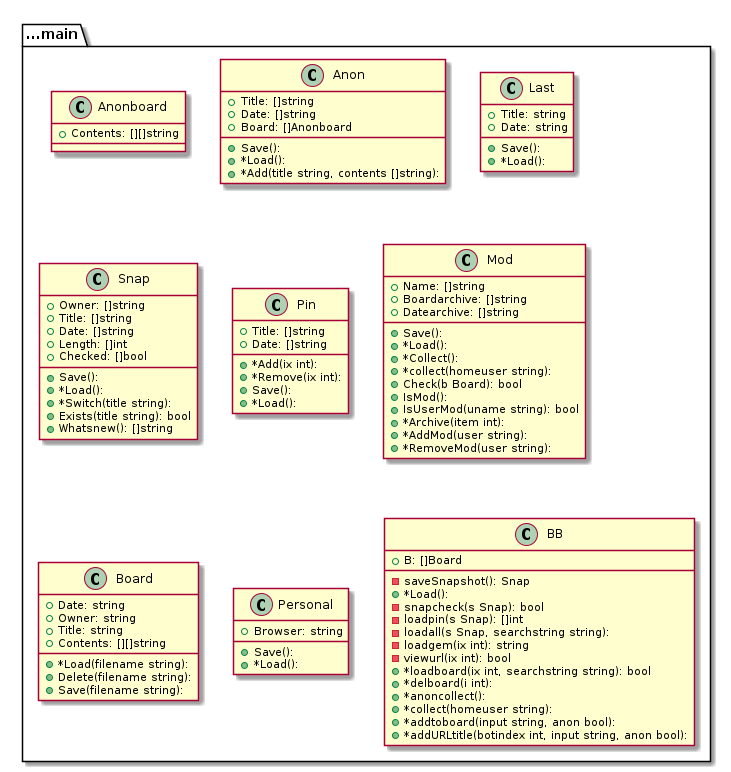 ...main
C Anonboard
Contents: [][]string
C Anon
Title: []string
Date: []string
Board: []Anonboard
Save():
*Load():
*Add(title string, contents []string):
C Last
Title: string
Date: string
Save():
*Load():
C Snap
Owner: []string
Title: []string
Date: []string
Length: []int
Checked: []bool
Save():
*Load():
*Switch(title string):
Exists(title string): bool
Whatsnew(): []string
C Pin
Title: []string
Date: []string
*Add(ix int):
*Remove(ix int):
Save():
*Load():
C Mod
Name: []string
Boardarchive: []string
Datearchive: []string
Save():
*Load():
*Collect():
*collect(homeuser string):
Check(b Board): bool
IsMod():
IsUserMod(uname string): bool
*Archive(item int):
*AddMod(user string):
*RemoveMod(user string):
C Board
Date: string
Owner: string
Title: string
Contents: [][]string
*Load(filename string):
Delete(filename string):
Save(filename string):
C Personal
Browser: string
Save():
*Load():
C BB
B: []Board
saveSnapshot(): Snap
*Load():
snapcheck(s Snap): bool
loadpin(s Snap): []int
loadall(s Snap, searchstring string):
loadgem(ix int): string
viewurl(ix int): bool
*loadboard(ix int, searchstring string): bool
*delboard(i int):
*anoncollect():
*collect(homeuser string):
*addtoboard(input string, anon bool):
*addURLtitle(botindex int, input string, anon bool):